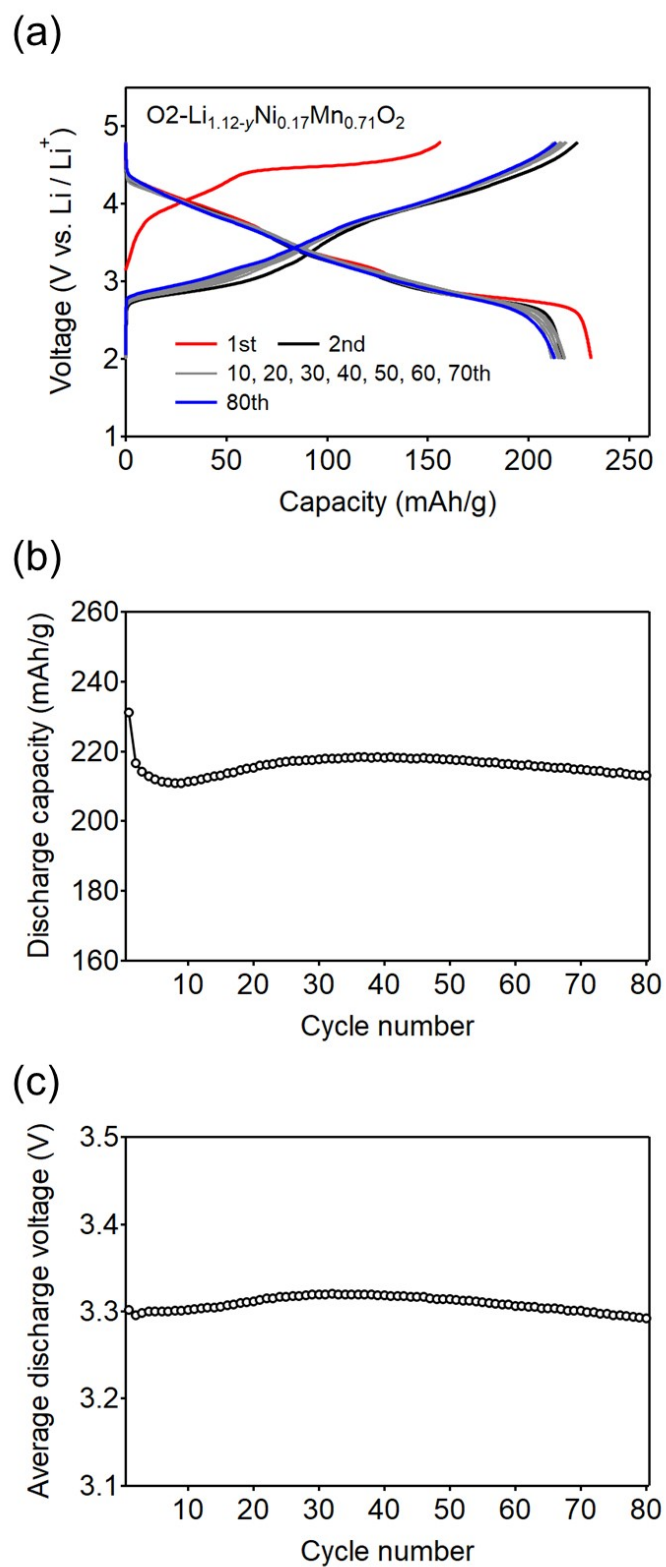 (a)
O2-Li1.12-yNi0.17Mn0.71O2
Voltage (V vs. Li / Li+)
5
4
3
2
1
1st 2nd
10, 20, 30, 40, 50, 60, 70th
80th
0 50 100 150 200 250
Capacity (mAh/g)
(b)
Discharge capacity (mAh/g)
260
240
220
200
180
160
10 20 30 40 50 60 70 80
Cycle number
(c)
Average discharge voltage (V)
3.5
3.4
3.3
3.2
3.1
10 20 30 40 50 60 70 80
Cycle number